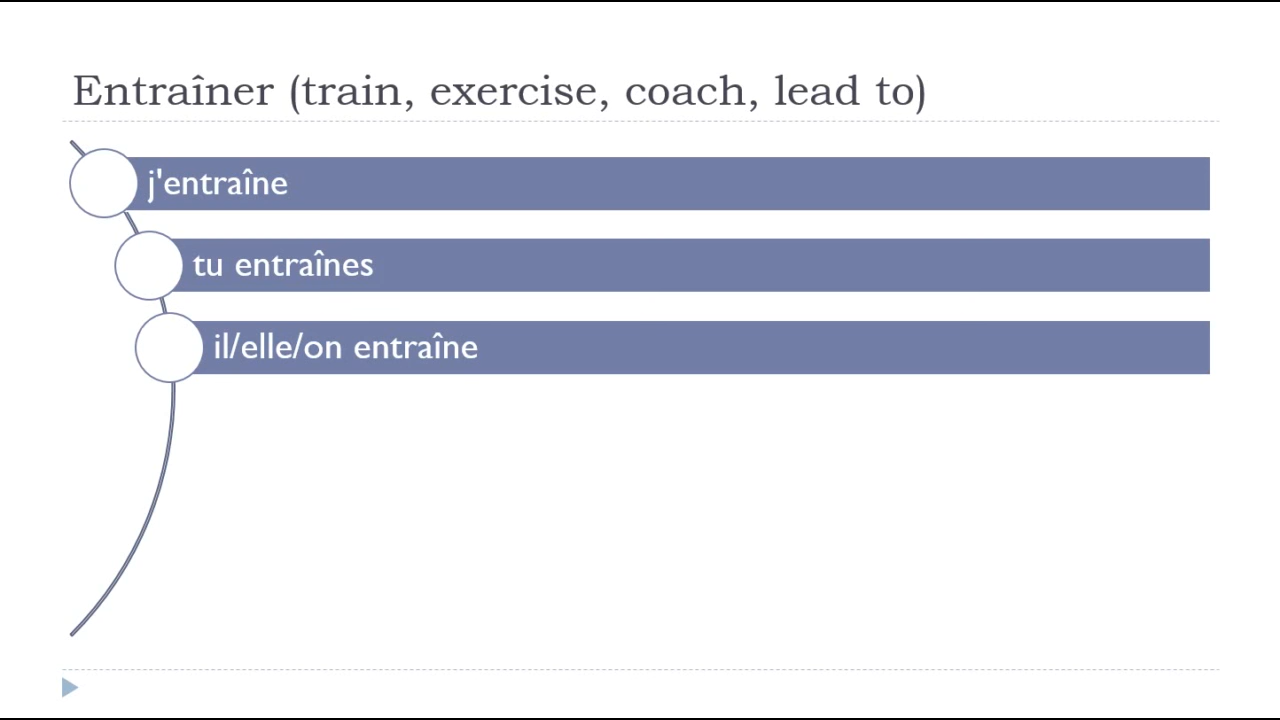 Entraîner (train, exercise, coach, lead to)
j'entraîne
tu entraînes
il/elle/on entraîne